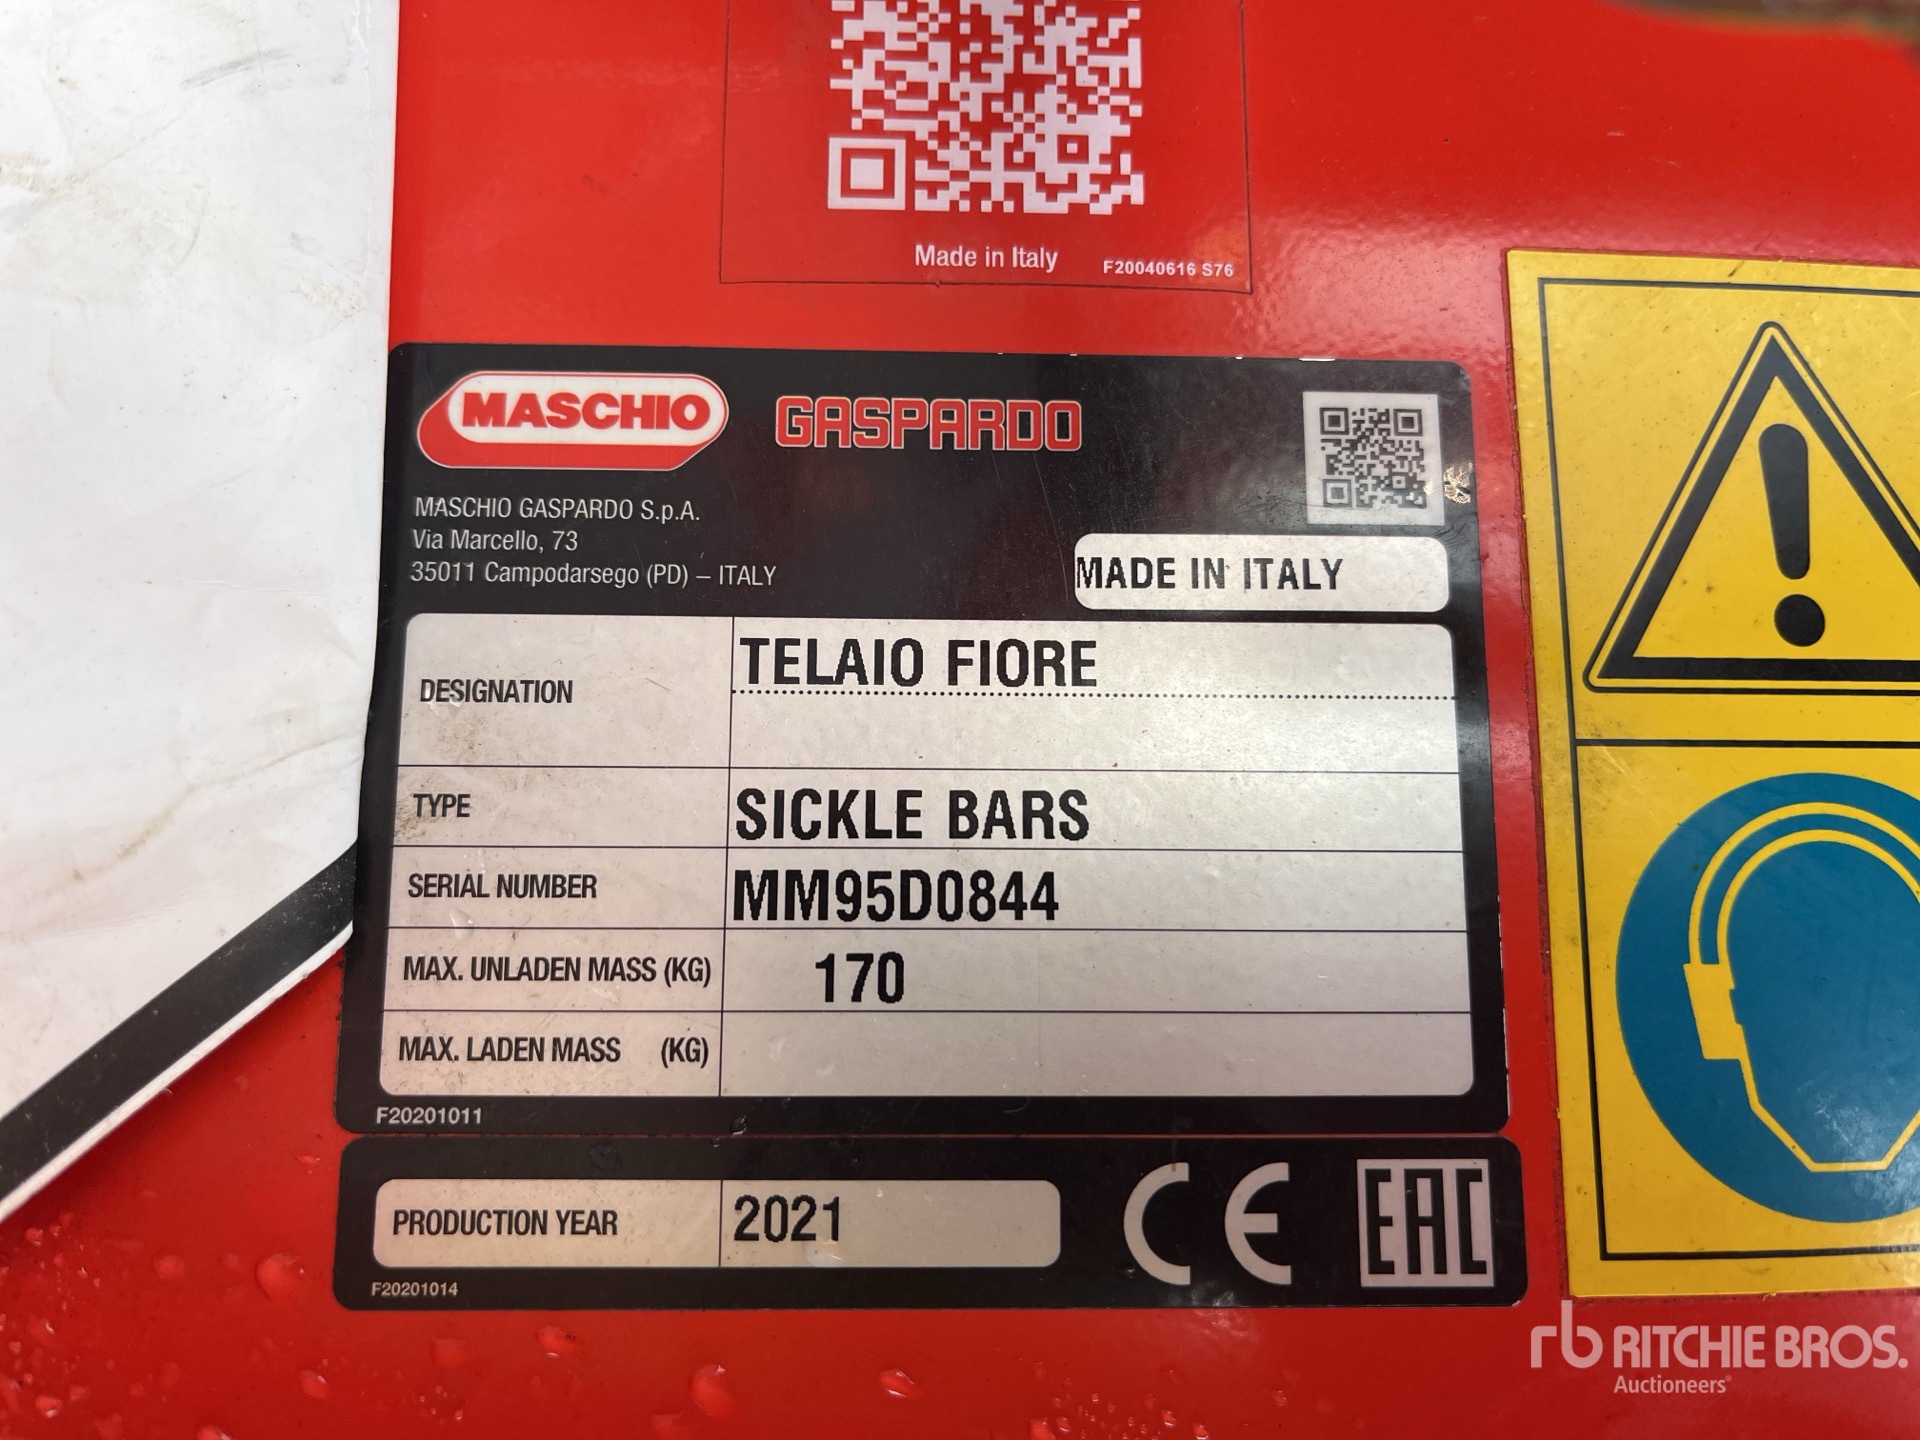 Made in Italy
F20040616 S76
MASCHIO GASPARDO
MASCHIO GASPARDO S.p.A.
Via Marcello, 73
35011 Campodarsego (PD) – ITALY
MADE IN ITALY
DESIGNATION TELAIO FIORE
TYPE SICKLE BARS
SERIAL NUMBER MM95D0844
MAX. UNLADEN MASS (KG) 170
MAX. LADEN MASS (KG)
F20201011
PRODUCTION YEAR 2021
CE EAC
F20201014
rb RITCHIE BROS.
Auctioneers